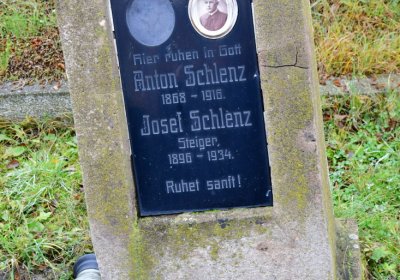 Hier ruhen in Gott
Anton Schlenz
1868 - 1916.
Josef Schlenz
Steiger,
1896 - 1934.
Ruhet sanft!